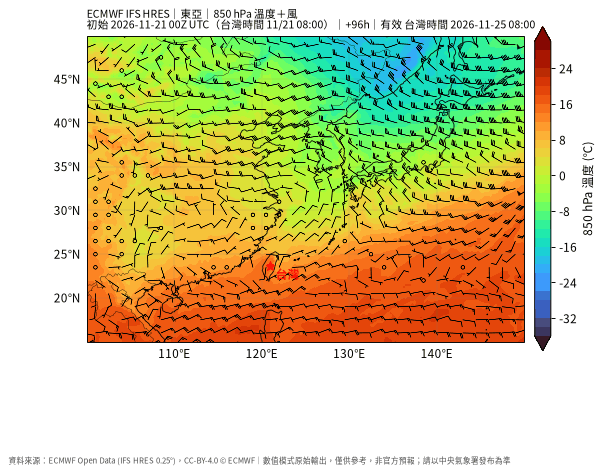 ECMWF IFS HRES｜東亞｜850 hPa 溫度＋風
初始 2026-11-21 00Z UTC（台灣時間 11/21 08:00）｜+96h｜有效 台灣時間 2026-11-25 08:00
45°N
40°N
35°N
30°N
25°N
20°N
110°E
120°E
130°E
140°E
台灣
24
16
8
0
-8
-16
-24
-32
850 hPa 溫度 (°C)
資料來源：ECMWF Open Data (IFS HRES 0.25°)，CC-BY-4.0 © ECMWF｜數值模式原始輸出，僅供參考，非官方預報；請以中央氣象署發布為準